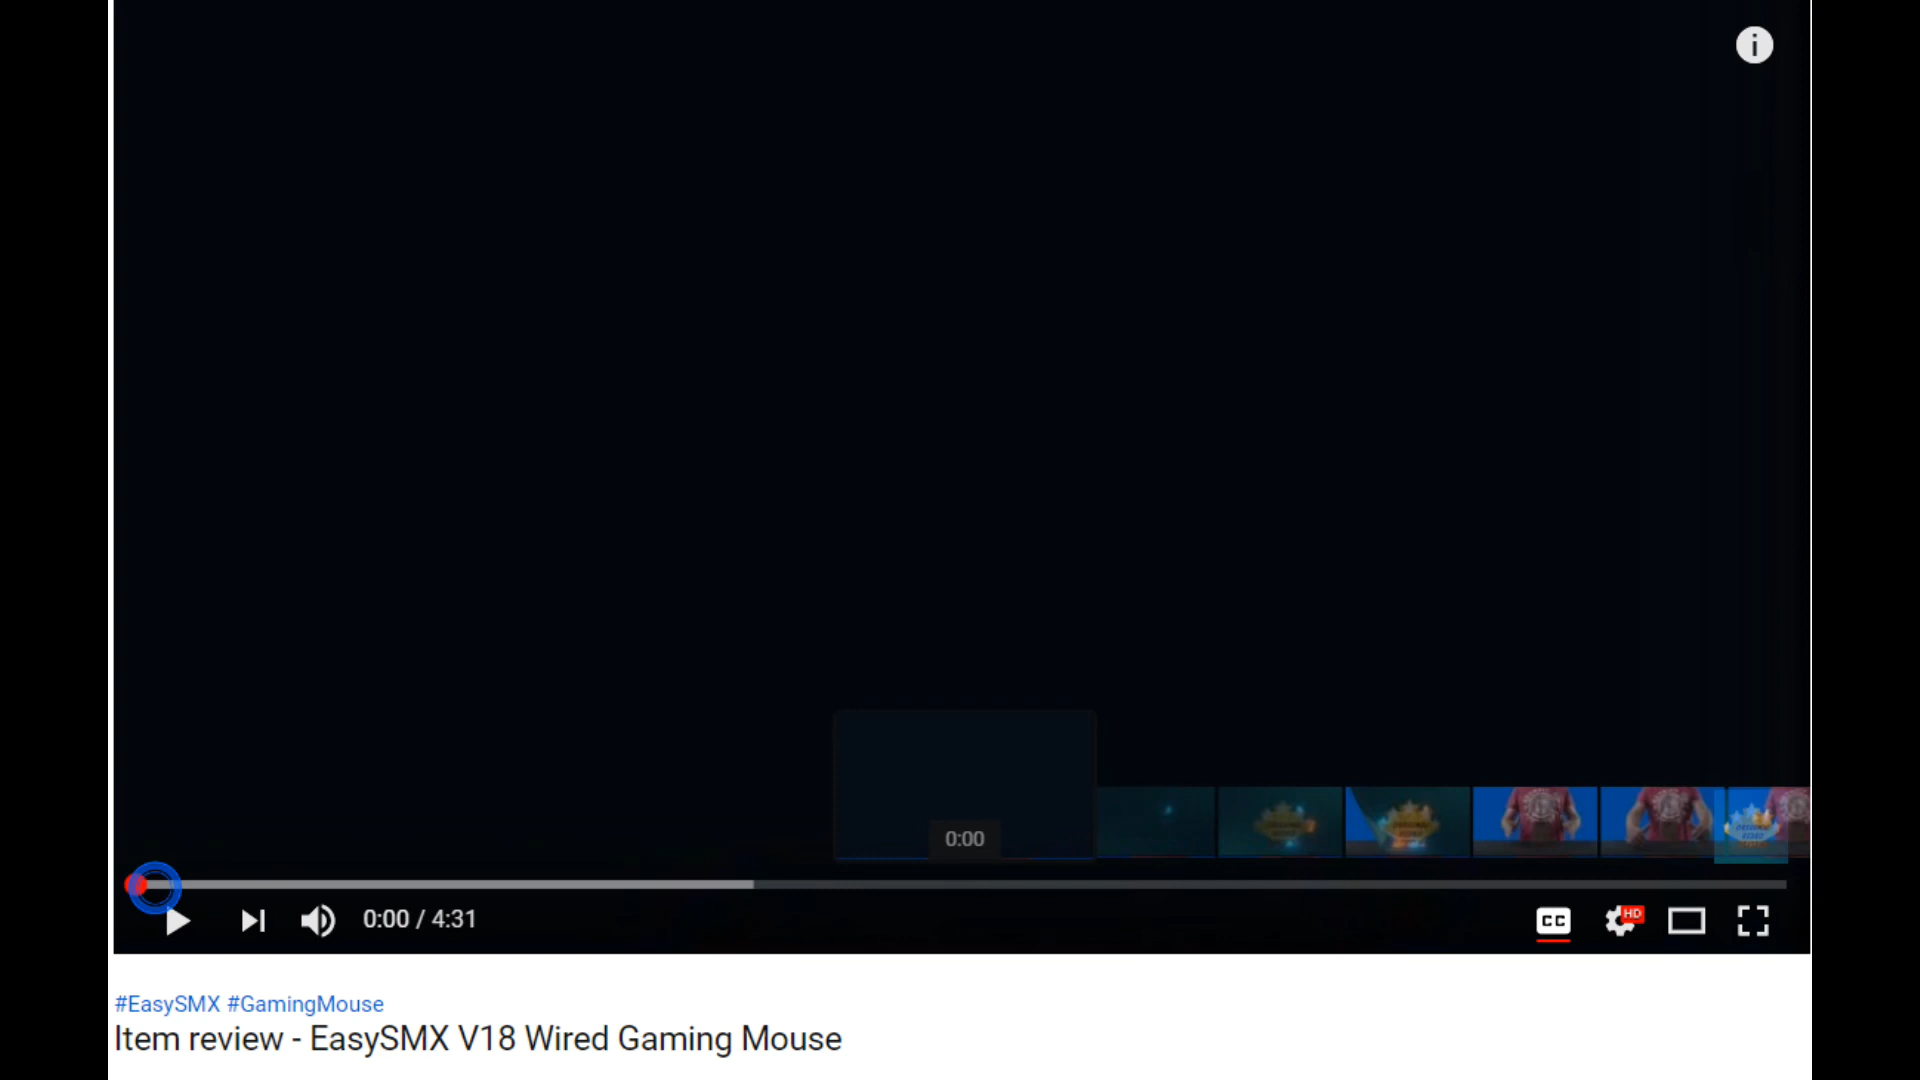 i
0:00
0:00 / 4:31
CC
HD
#EasySMX #GamingMouse
Item review - EasySMX V18 Wired Gaming Mouse